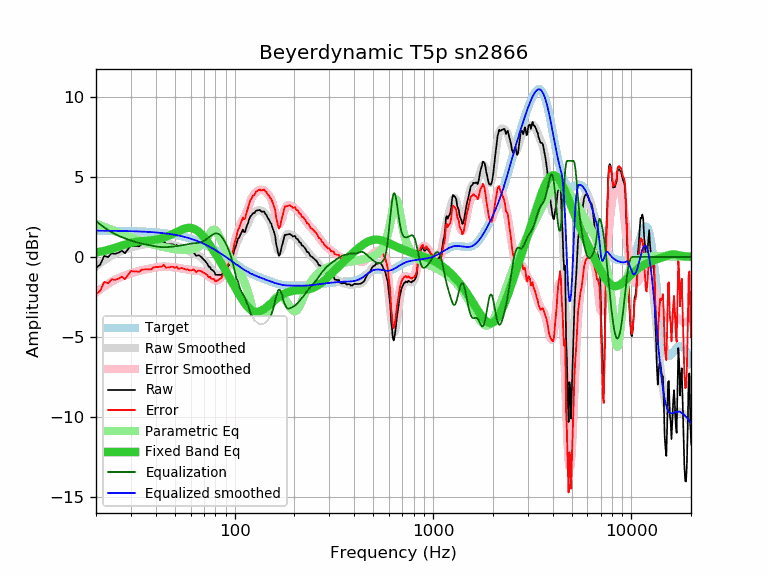 Beyerdynamic T5p sn2866
Amplitude (dBr)
10
5
0
−5
−10
−15
Target
Raw Smoothed
Error Smoothed
Raw
Error
Parametric Eq
Fixed Band Eq
Equalization
Equalized smoothed
100
1000
10000
Frequency (Hz)